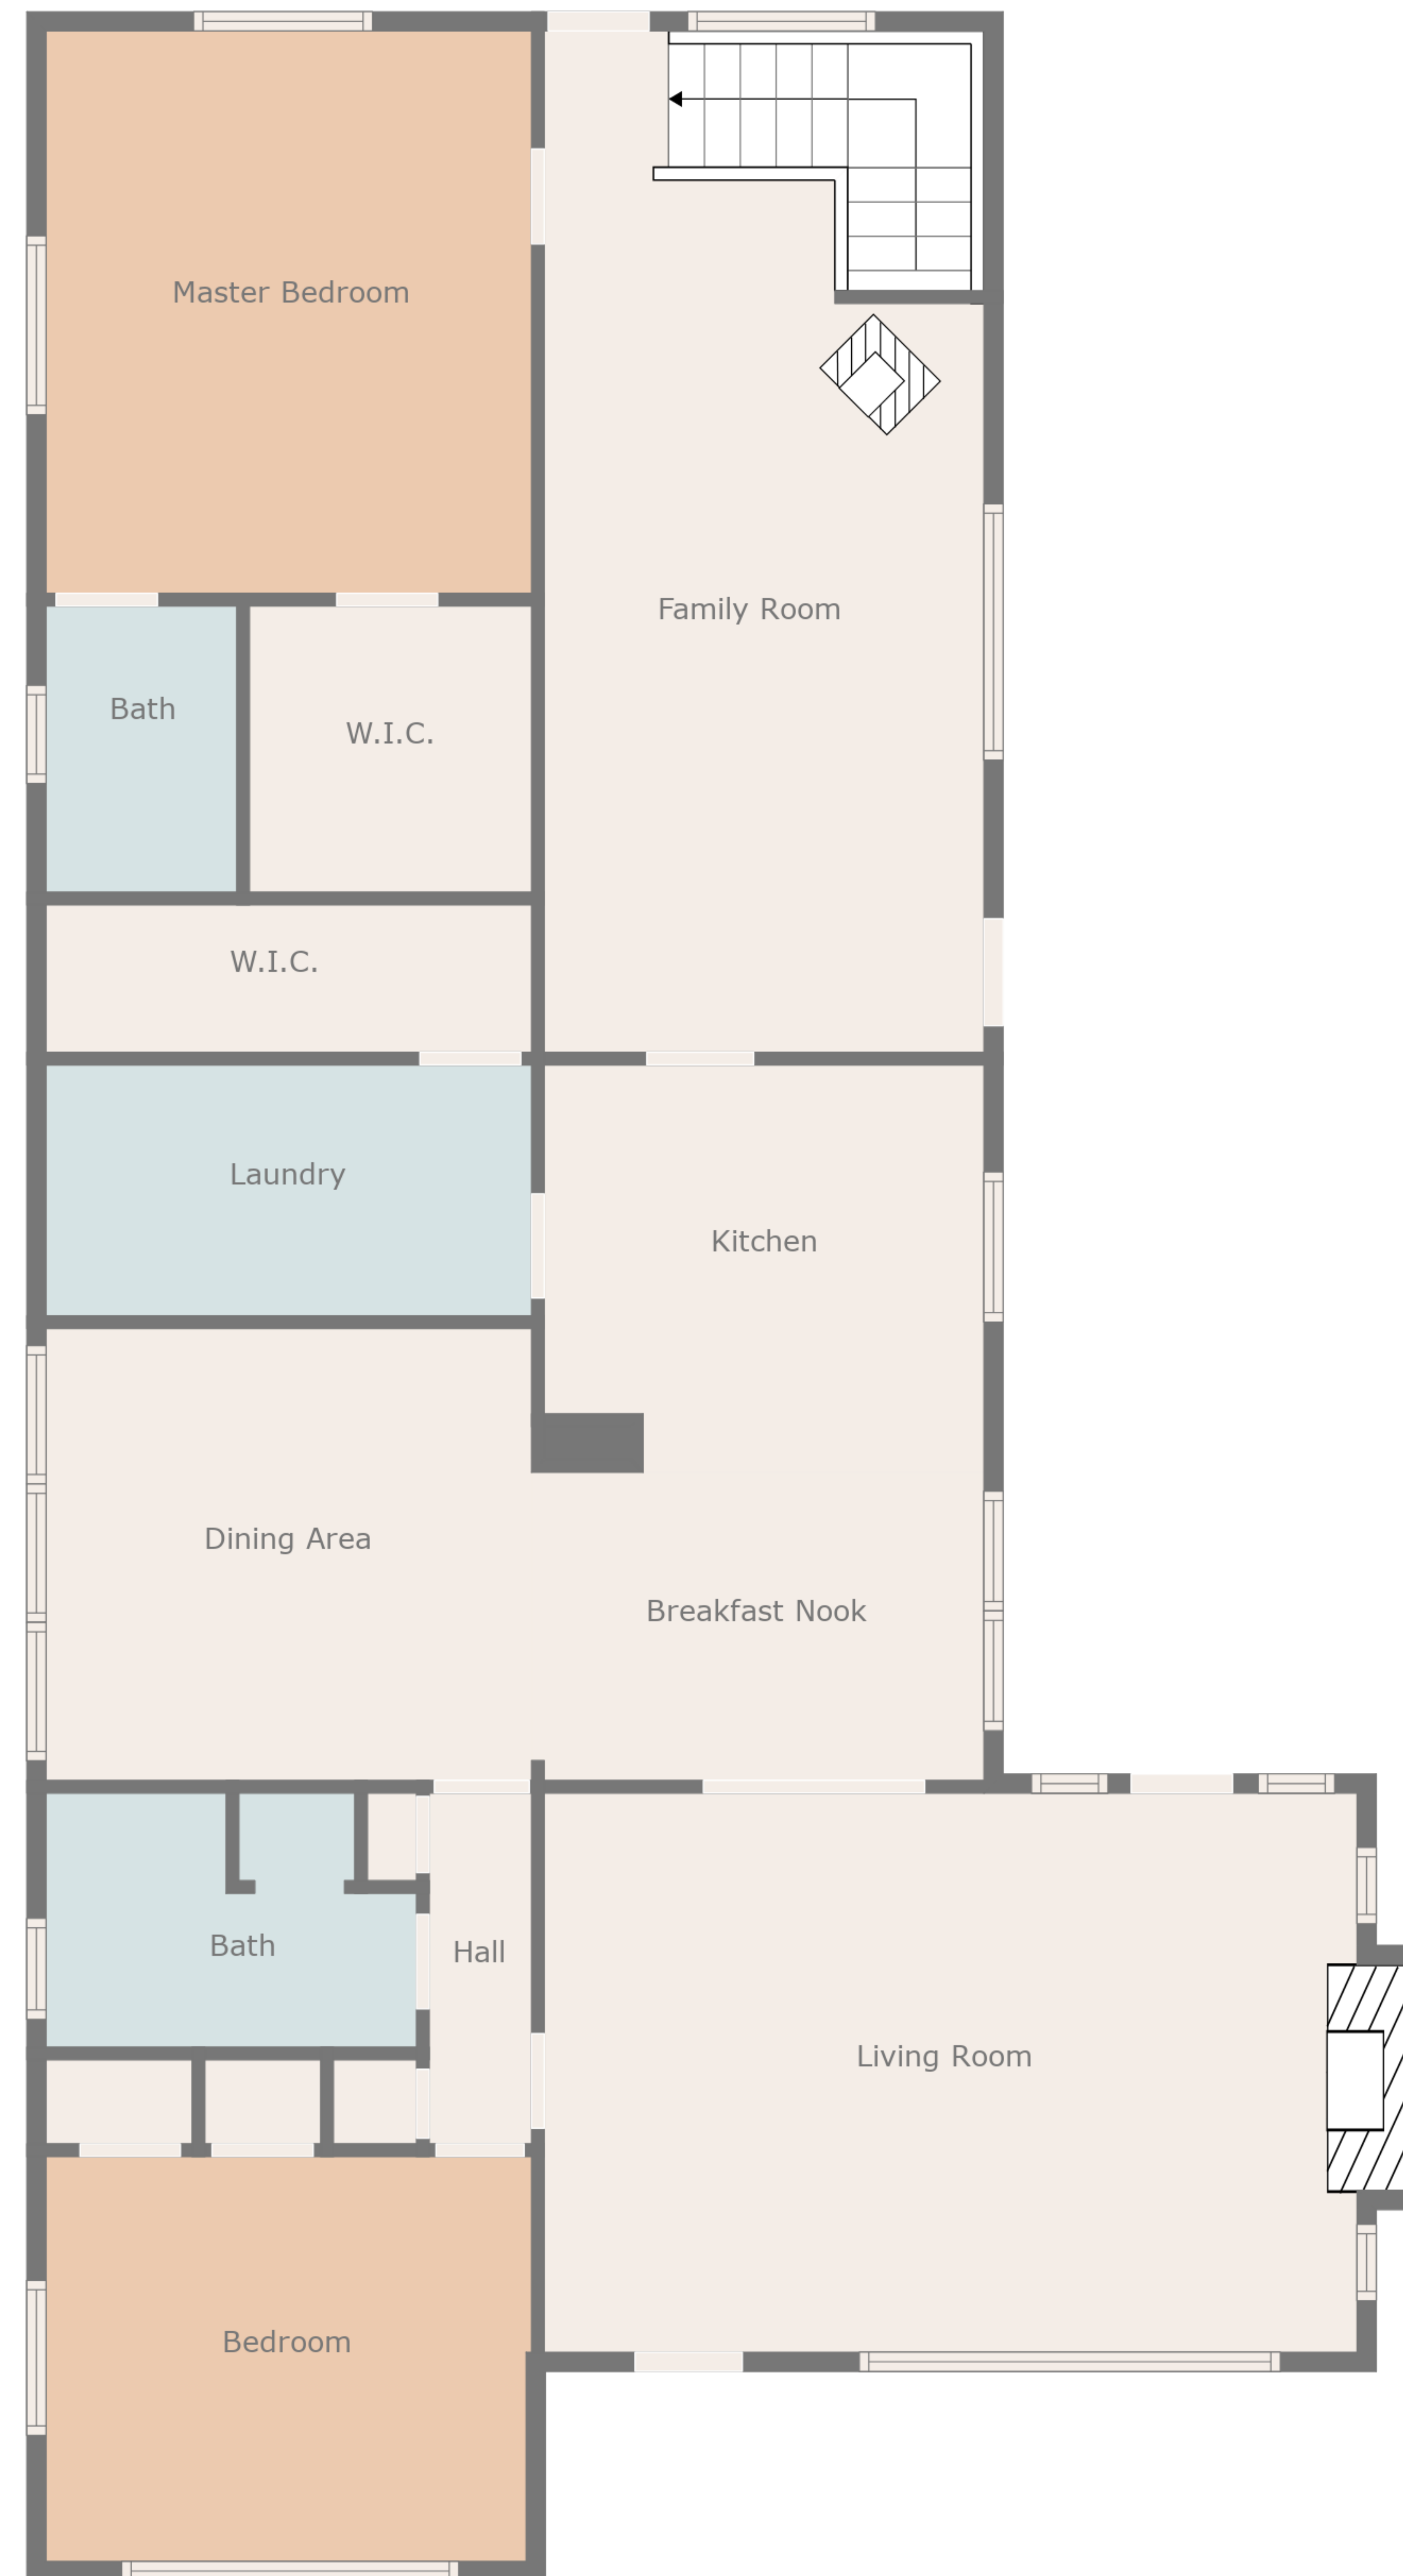 Master Bedroom
Family Room
Bath
W.I.C.
W.I.C.
Laundry
Kitchen
Dining Area
Breakfast Nook
Bath
Hall
Living Room
Bedroom